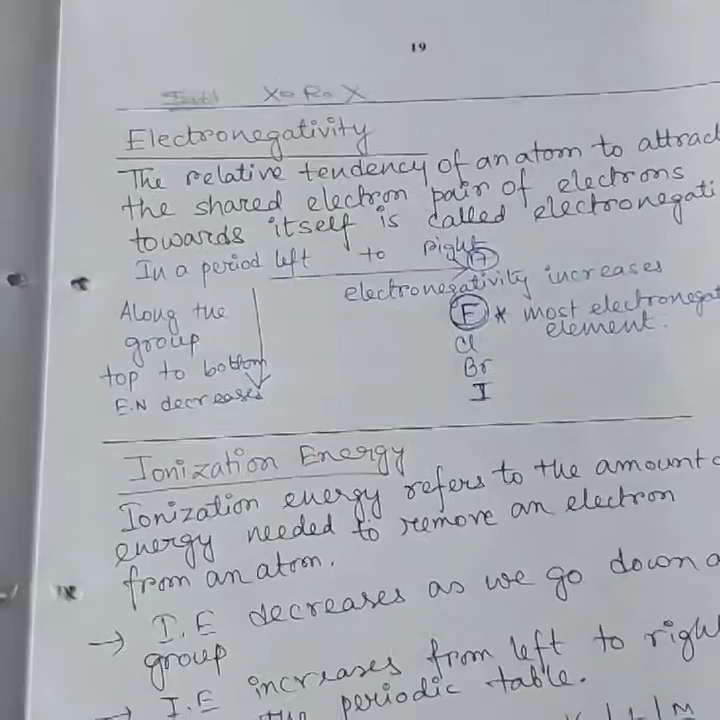 19
Electronegativity
The relative tendency of an atom to attract
the shared electron pair of electrons
towards itself is called electronegati
In a period left to right
17
electronegativity increases
Along the
group
top to bottom
E.N decreases
F * most electronegat
element.
Cl
Br
I
Ionization Energy
Ionization energy refers to the amount o
energy needed to remove an electron
from an atom.
→ I.E decreases as we go down a
group
→ I.E increases from left to righ
the periodic table.